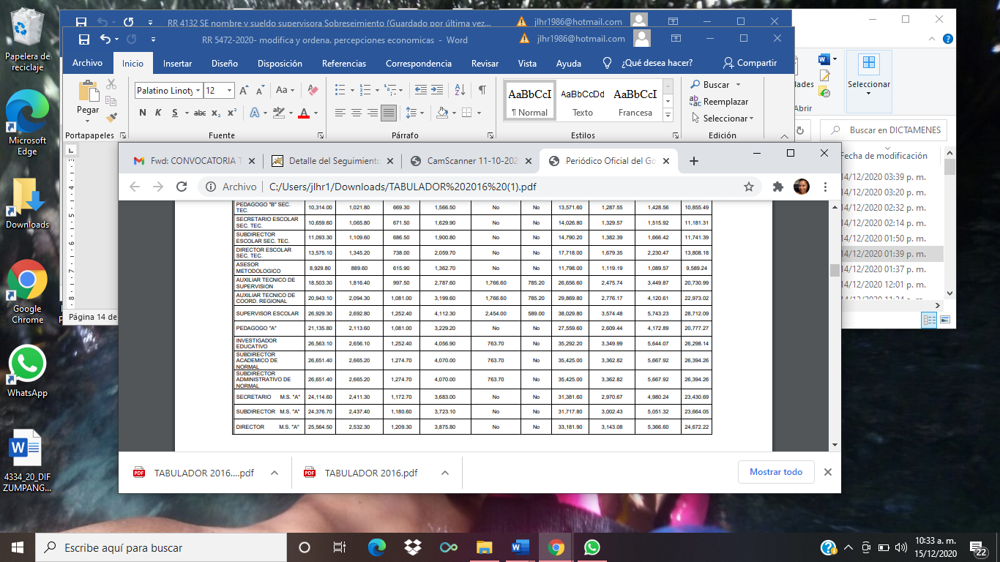 Papelera de
reciclaje
Microsoft
Edge
Downloads
Google
Chrome
WhatsApp
4334_20_DIF
ZUMPANG...
RR 4132 SE nombre y sueldo supervisora Sobreseimiento (Guardado por última vez...
jlhr1986@hotmail.com
RR 5472-2020- modifica y ordena. percepciones economicas - Word
jlhr1986@hotmail.com
Archivo Inicio Insertar Diseño Disposición Referencias Correspondencia Revisar Vista Ayuda ¿Qué desea hacer? Compartir
Pegar
Portapapeles
Palatino Linoty 12
N K S abc x₂ x²
Fuente
Párrafo
AaBbCcI AaBbCcDd AaBbCcI
¶ Normal Texto Francesa
Estilos
Buscar
Reemplazar
Seleccionar
Edición
Página 14 de
Seleccionar
Abrir
Buscar en DICTAMENES
Fecha de modificación
14/12/2020 03:39 p. m.
14/12/2020 03:20 p. m.
14/12/2020 02:32 p. m.
14/12/2020 02:14 p. m.
14/12/2020 01:50 p. m.
14/12/2020 01:39 p. m.
14/12/2020 01:37 p. m.
14/12/2020 12:01 p. m.
Fwd: CONVOCATORIA T
Detalle del Seguimiento
CamScanner 11-10-202
Periódico Oficial del Go
Archivo C:/Users/jlhr1/Downloads/TABULADOR%202016%20(1).pdf
PEDAGOGO "B" SEC. TEC. 10,314.00 1,021.80 669.30 1,566.50 No No 13,571.60 1,287.55 1,428.56 10,855.49
SECRETARIO ESCOLAR SEC. TEC. 10,659.60 1,065.80 671.50 1,629.90 No No 14,026.80 1,329.57 1,515.92 11,181.31
SUBDIRECTOR ESCOLAR SEC. TEC. 11,093.30 1,109.60 686.50 1,900.80 No No 14,790.20 1,382.39 1,666.42 11,741.39
DIRECTOR ESCOLAR SEC. TEC. 13,575.10 1,345.20 738.00 2,059.70 No No 17,718.00 1,679.35 2,230.47 13,808.18
ASESOR METODOLOGICO 8,929.80 889.60 615.90 1,362.70 No No 11,798.00 1,119.19 1,089.57 9,589.24
AUXILIAR TECNICO DE SUPERVISION 18,503.30 1,816.40 997.50 2,787.60 1,766.60 785.20 26,656.60 2,475.74 3,449.87 20,730.99
AUXILIAR TECNICO DE COORD. REGIONAL 20,943.10 2,094.30 1,081.00 3,199.60 1,766.60 785.20 29,869.80 2,776.17 4,120.61 22,973.02
SUPERVISOR ESCOLAR 26,929.30 2,692.80 1,252.40 4,112.30 2,454.00 589.00 38,029.80 3,574.48 5,743.23 28,712.09
PEDAGOGO "A" 21,135.80 2,113.60 1,081.00 3,229.20 No No 27,559.60 2,609.44 4,172.89 20,777.27
INVESTIGADOR EDUCATIVO 26,563.10 2,656.10 1,252.40 4,056.90 763.70 No 35,292.20 3,349.99 5,644.07 26,298.14
SUBDIRECTOR ACADEMICO DE NORMAL 26,651.40 2,665.20 1,274.70 4,070.00 763.70 No 35,425.00 3,362.82 5,667.92 26,394.26
SUBDIRECTOR ADMINISTRATIVO DE NORMAL 26,651.40 2,665.20 1,274.70 4,070.00 763.70 No 35,425.00 3,362.82 5,667.92 26,394.26
SECRETARIO M.S. "A" 24,114.60 2,411.30 1,172.70 3,683.00 No No 31,381.60 2,970.67 4,980.24 23,430.69
SUBDIRECTOR M.S. "A" 24,376.70 2,437.40 1,180.60 3,723.10 No No 31,717.80 3,002.43 5,051.32 23,664.05
DIRECTOR M.S. "A" 25,564.50 2,532.30 1,209.30 3,875.80 No No 33,181.90 3,143.08 5,366.60 24,672.22
TABULADOR 2016....pdf
TABULADOR 2016.pdf
Mostrar todo
Escribe aquí para buscar
10:33 a. m.
15/12/2020
22